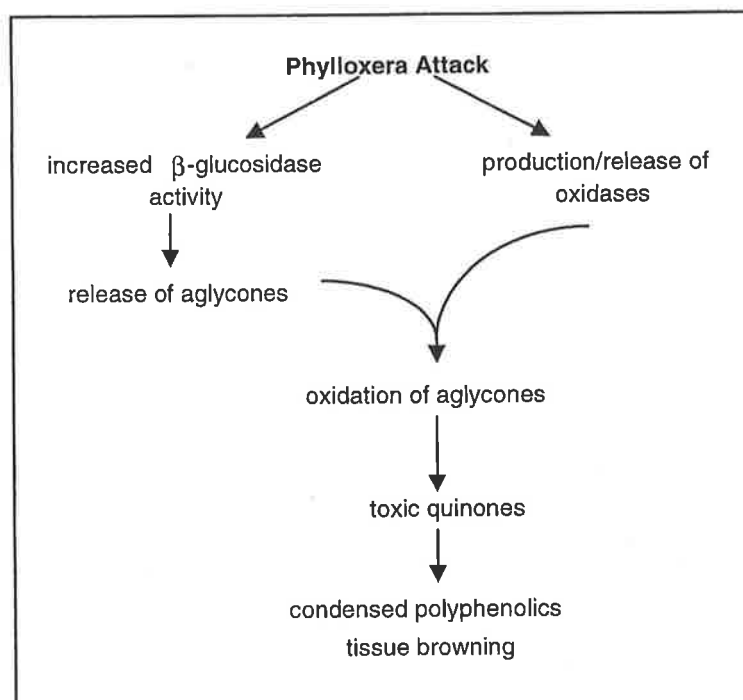 Phylloxera Attack
increased β-glucosidase
activity
production/release of
oxidases
release of aglycones
oxidation of aglycones
toxic quinones
condensed polyphenolics
tissue browning